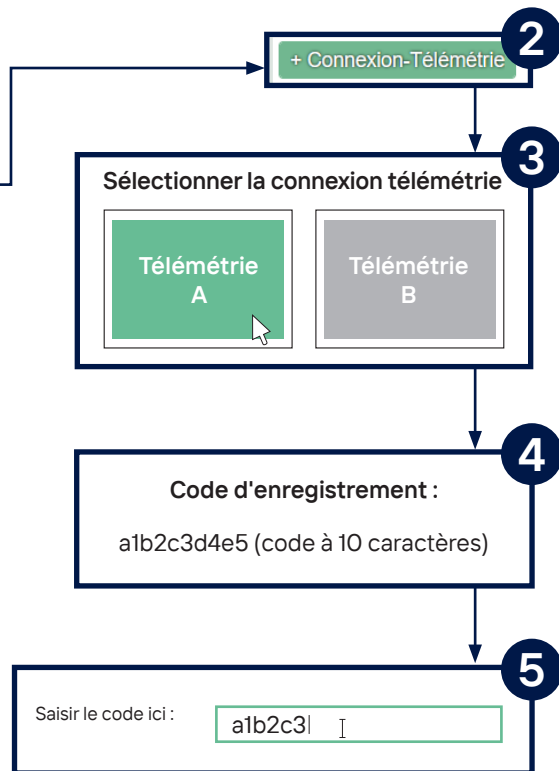 2
+ Connexion-Télémétrie
3
Sélectionner la connexion télémétrie
Télémétrie
A
Télémétrie
B
4
Code d'enregistrement :
a1b2c3d4e5 (code à 10 caractères)
5
Saisir le code ici :
a1b2c3